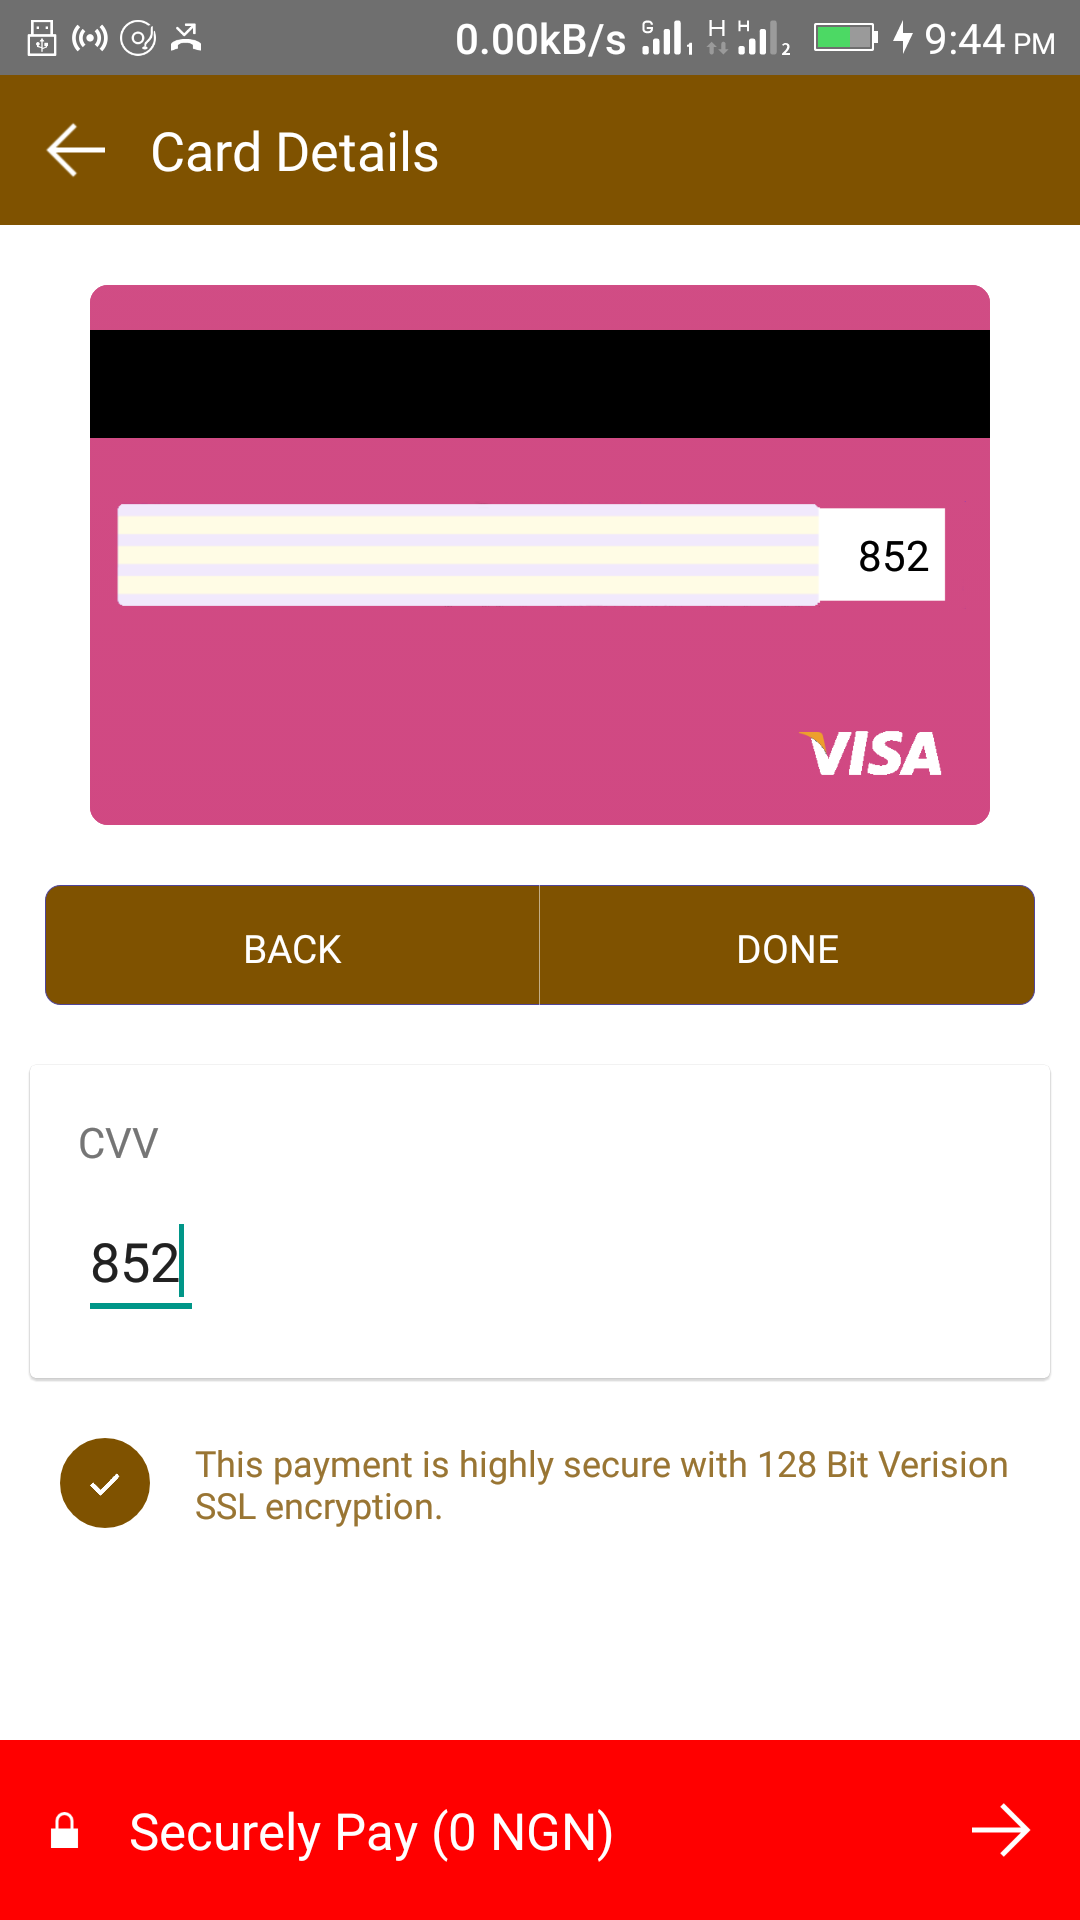 0.00kB/s G 1 H H 2 9:44 PM
Card Details
852
VISA
BACK DONE
CVV
852
This payment is highly secure with 128 Bit Verision
SSL encryption.
Securely Pay (0 NGN)